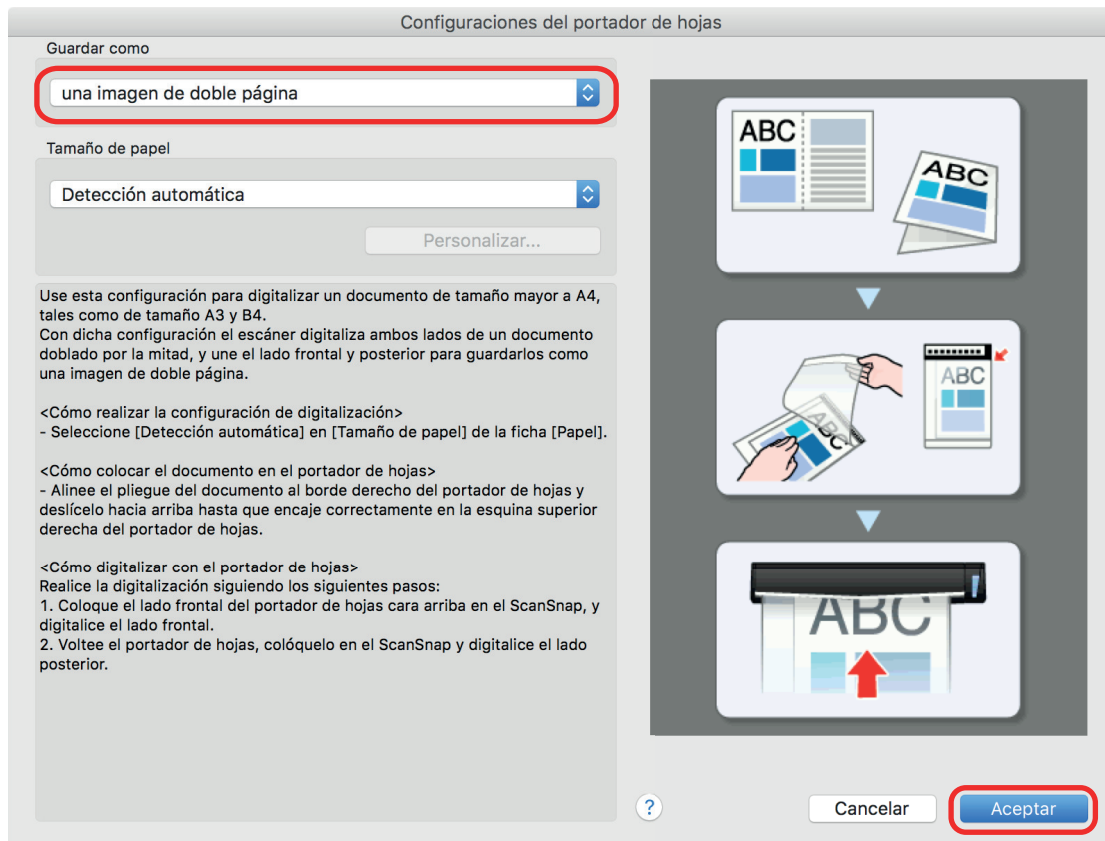 Configuraciones del portador de hojas
Guardar como
una imagen de doble página
Tamaño de papel
Detección automática
Personalizar...
Use esta configuración para digitalizar un documento de tamaño mayor a A4,
tales como de tamaño A3 y B4.
Con dicha configuración el escáner digitaliza ambos lados de un documento
doblado por la mitad, y une el lado frontal y posterior para guardarlos como
una imagen de doble página.
<Cómo realizar la configuración de digitalización>
- Seleccione [Detección automática] en [Tamaño de papel] de la ficha [Papel].
<Cómo colocar el documento en el portador de hojas>
- Alinee el pliegue del documento al borde derecho del portador de hojas y
deslícelo hacia arriba hasta que encaje correctamente en la esquina superior
derecha del portador de hojas.
<Cómo digitalizar con el portador de hojas>
Realice la digitalización siguiendo los siguientes pasos:
1. Coloque el lado frontal del portador de hojas cara arriba en el ScanSnap, y
digitalice el lado frontal.
2. Voltee el portador de hojas, colóquelo en el ScanSnap y digitalice el lado
posterior.
ABC
ABC
ABC
ABC
ABC
?
Cancelar
Aceptar